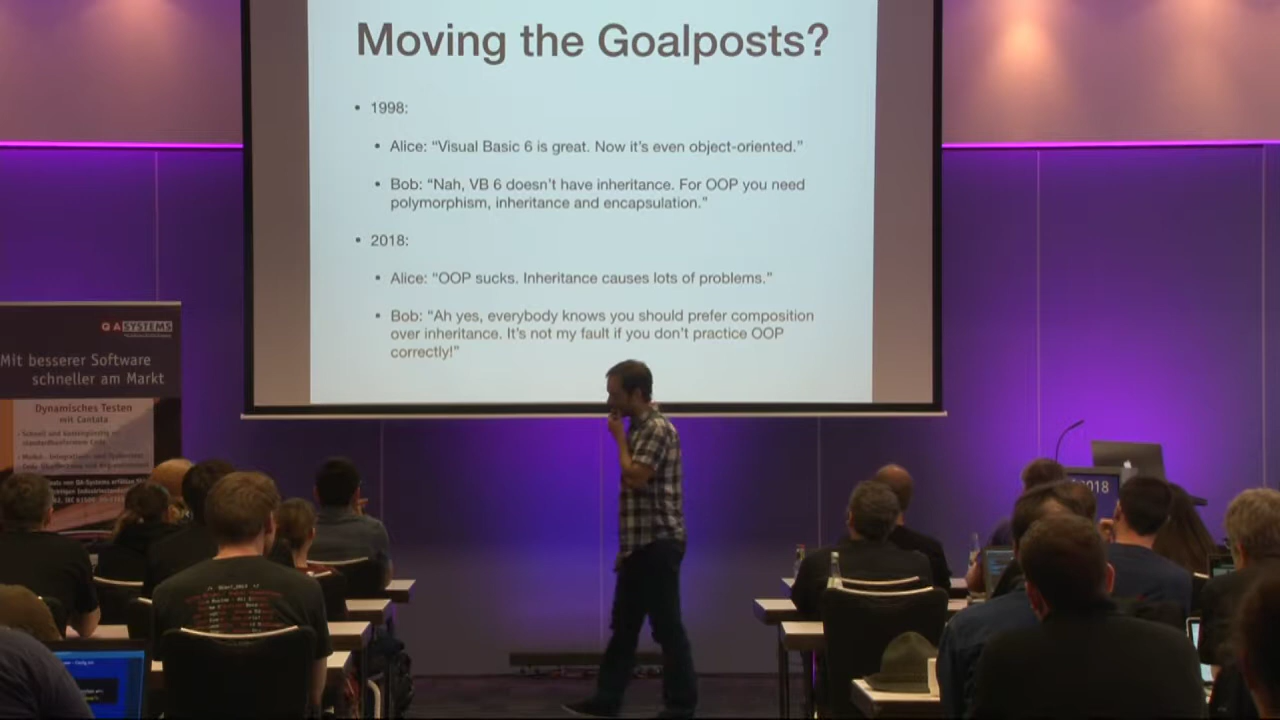 Moving the Goalposts?
• 1998:
• Alice: “Visual Basic 6 is great. Now it’s even object-oriented.”
• Bob: “Nah, VB 6 doesn’t have inheritance. For OOP you need
polymorphism, inheritance and encapsulation.”
• 2018:
• Alice: “OOP sucks. Inheritance causes lots of problems.”
• Bob: “Ah yes, everybody knows you should prefer composition
over inheritance. It’s not my fault if you don’t practice OOP
correctly!”
QA SYSTEMS
Mit besserer Software
schneller am Markt
Dynamisches Testen
mit Cantata
2018